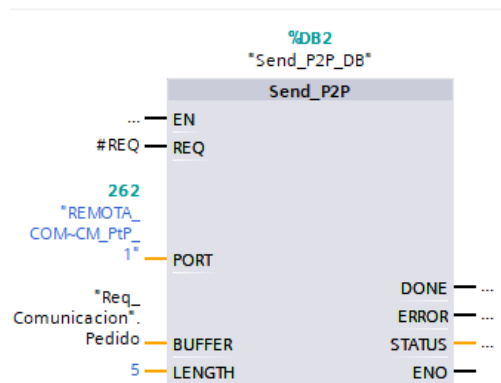 %DB2
"Send_P2P_DB"
Send_P2P
... EN
#REQ REQ
262
"REMOTA_
COM~CM_PtP_
1" PORT
DONE ...
"Req_
ERROR ...
Comunicacion".
Pedido BUFFER STATUS ...
5 LENGTH ENO